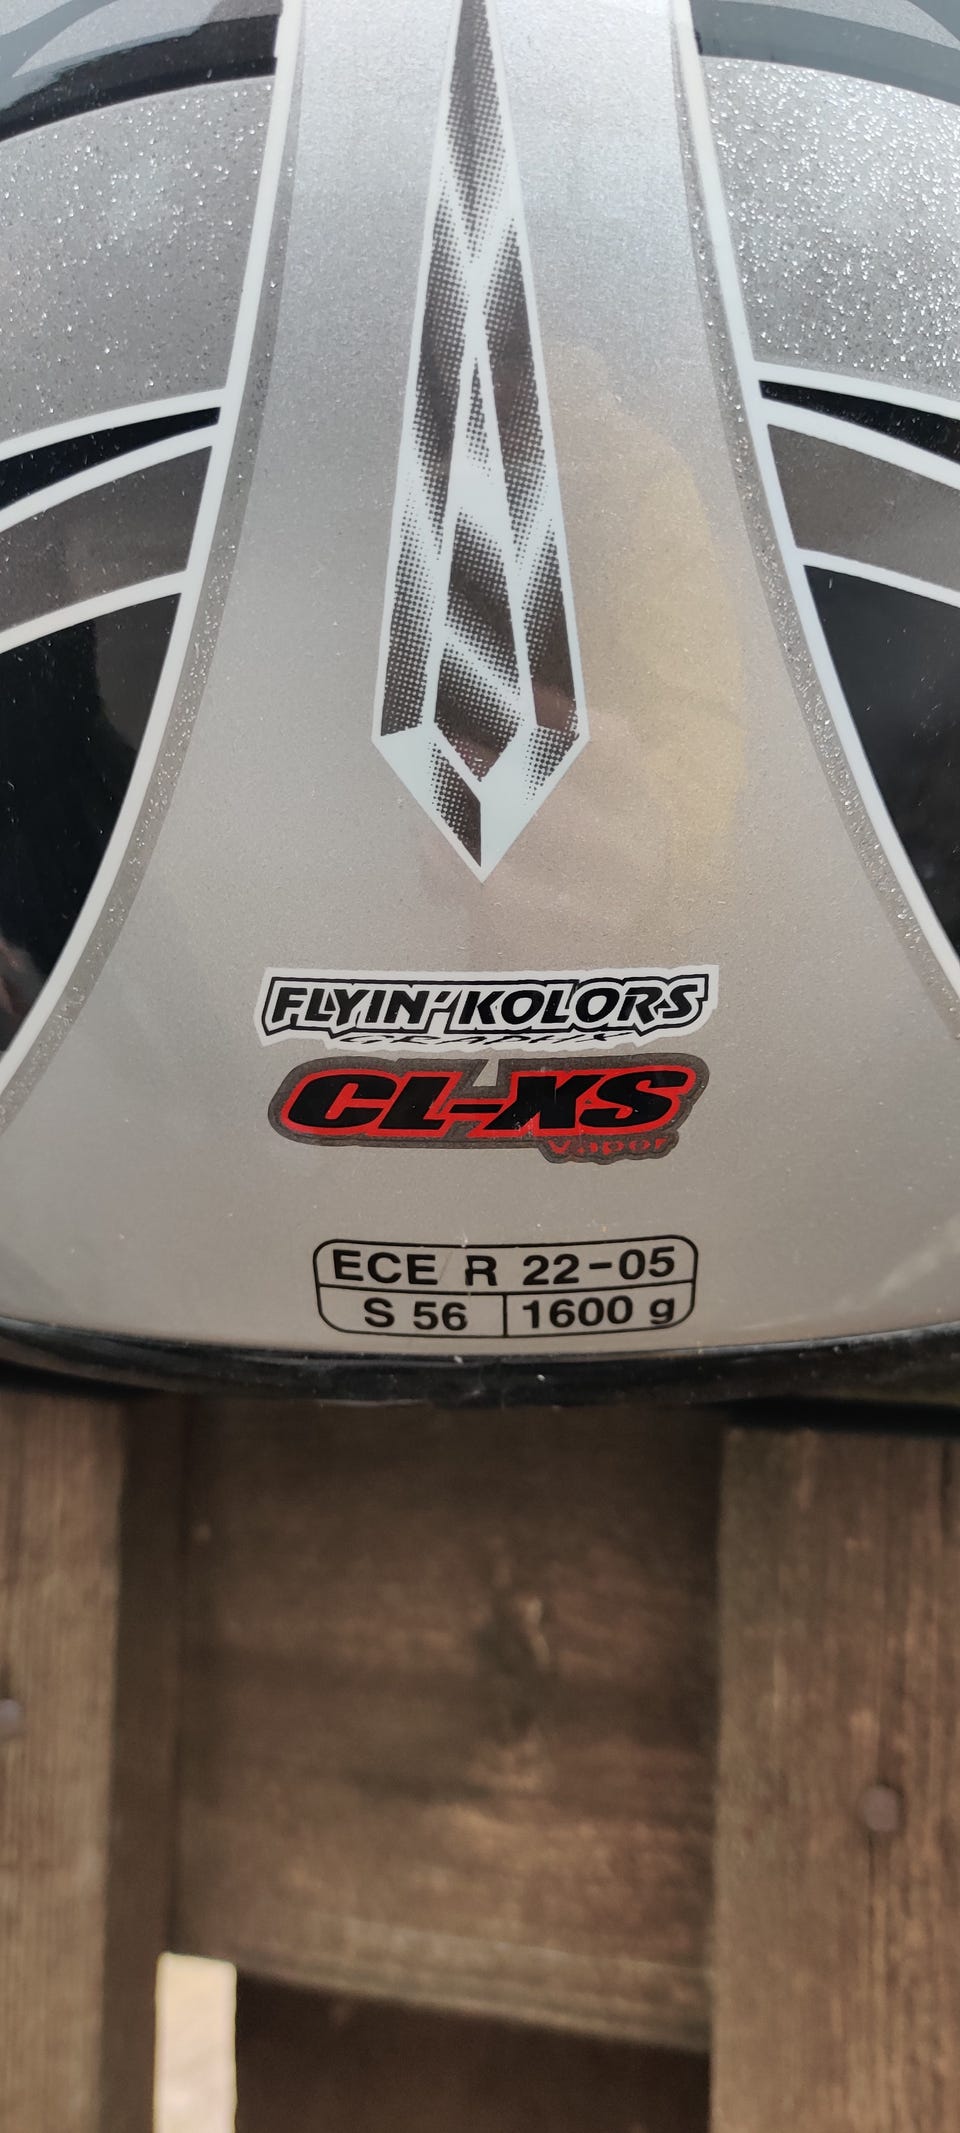 FLYIN' KOLORS
GRAPHIX
CL-XS
Vapor
ECE R 22-05
S 56 1600 g